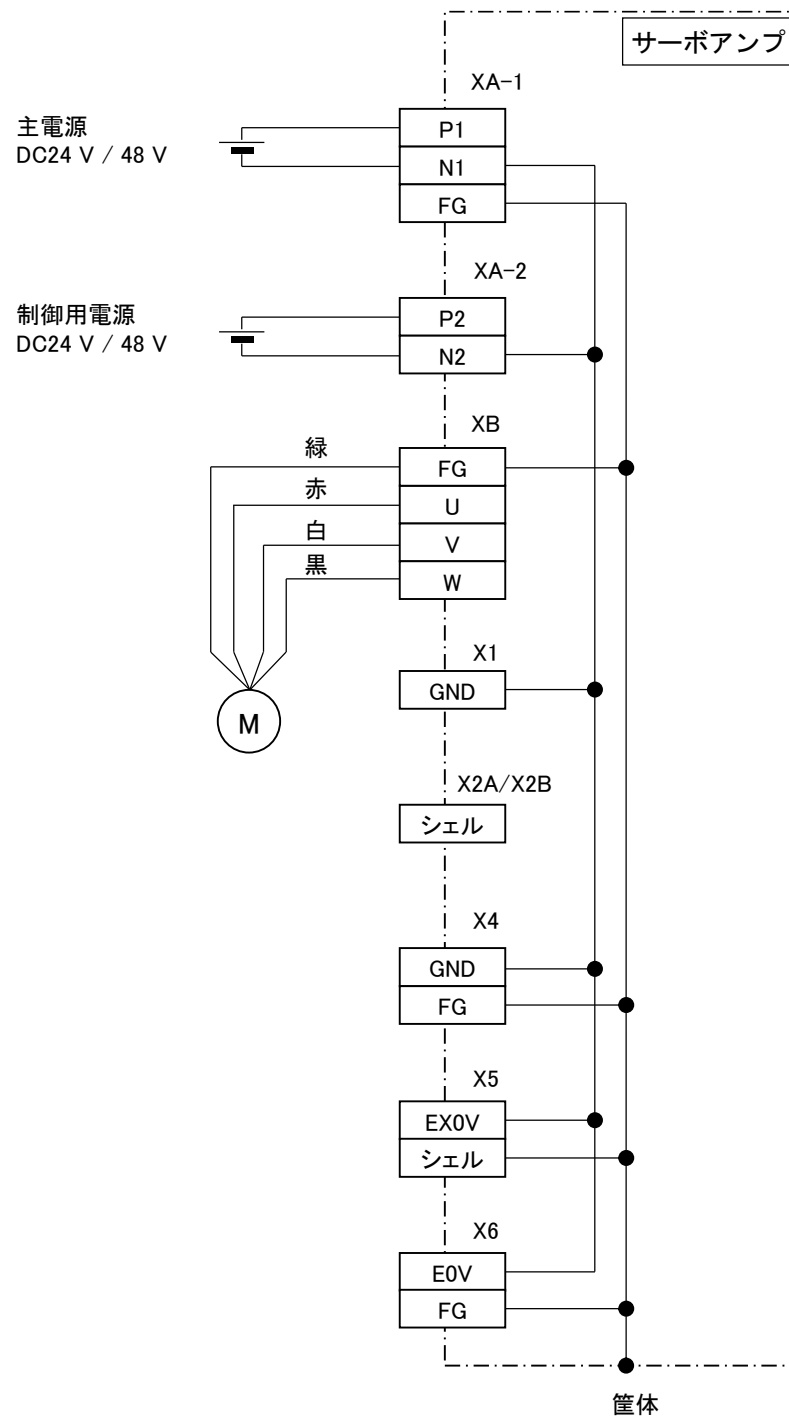 サーボアンプ
XA-1
主電源
DC24 V / 48 V
P1
N1
FG
XA-2
制御用電源
DC24 V / 48 V
P2
N2
XB
緑
FG
赤
U
白
V
黒
W
X1
GND
M
X2A/X2B
シェル
X4
GND
FG
X5
EX0V
シェル
X6
E0V
FG
筐体